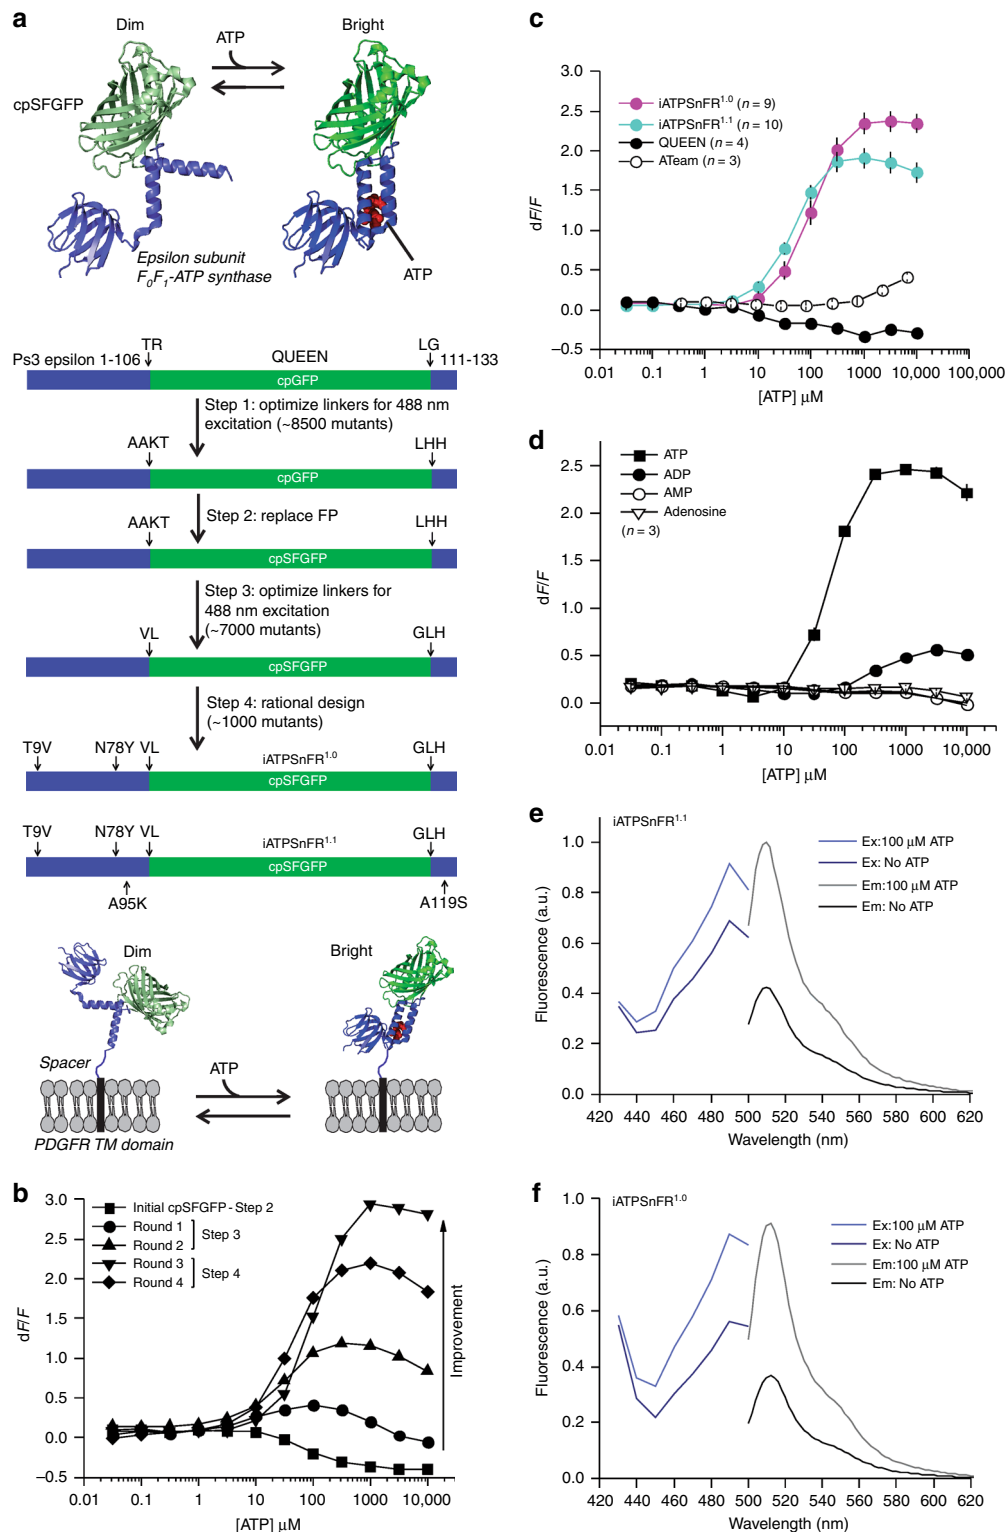 a
Dim
ATP
Bright
cpSFGFP
Epsilon subunit
F₀F₁-ATP synthase
ATP
TR
QUEEN
LG
Ps3 epsilon 1-106
111-133
cpGFP
Step 1: optimize linkers for 488 nm
excitation (~8500 mutants)
AAKT
LHH
cpGFP
Step 2: replace FP
AAKT
LHH
cpSFGFP
Step 3: optimize linkers for
488 nm excitation
(~7000 mutants)
VL
GLH
cpSFGFP
Step 4: rational design
(~1000 mutants)
T9V
N78Y
VL
iATPSnFR¹·⁰
GLH
cpSFGFP
T9V
N78Y
VL
iATPSnFR¹·¹
GLH
cpSFGFP
A95K
A119S
Dim
Bright
Spacer
ATP
PDGFR TM domain
b
3.0
2.5
2.0
1.5
1.0
0.5
0.0
−0.5
dF/F
Initial cpSFGFP - Step 2
Round 1
Round 2
Step 3
Round 3
Round 4
Step 4
Improvement
0.01 0.1 1 10 100 1000 10,000
[ATP] μM
c
3.0
2.5
2.0
1.5
1.0
0.5
0.0
−0.5
dF/F
iATPSnFR¹·⁰ (n = 9)
iATPSnFR¹·¹ (n = 10)
QUEEN (n = 4)
ATeam (n = 3)
0.01 0.1 1 10 100 1000 10,000 100,000
[ATP] μM
d
2.5
2.0
1.5
1.0
0.5
0.0
dF/F
ATP
ADP
AMP
Adenosine
(n = 3)
0.01 0.1 1 10 100 1000 10,000
[ATP] μM
e
iATPSnFR¹·¹
1.0
0.8
0.6
0.4
0.2
0.0
Fluorescence (a.u.)
Ex:100 μM ATP
Ex: No ATP
Em:100 μM ATP
Em: No ATP
420 440 460 480 500 520 540 560 580 600 620
Wavelength (nm)
f
iATPSnFR¹·⁰
1.0
0.8
0.6
0.4
0.2
0.0
Fluorescence (a.u.)
Ex:100 μM ATP
Ex: No ATP
Em:100 μM ATP
Em: No ATP
420 440 460 480 500 520 540 560 580 600 620
Wavelength (nm)